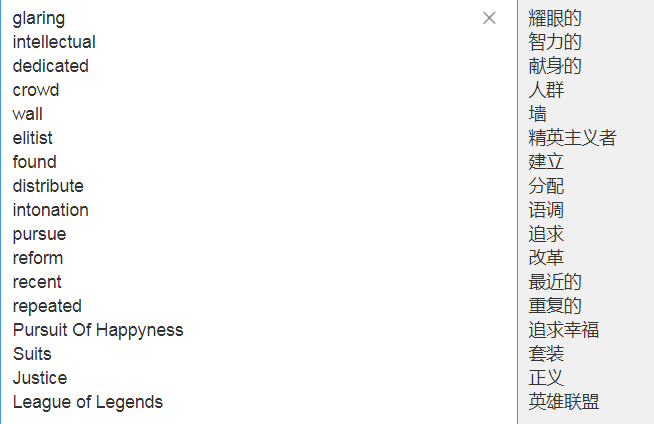 glaring
耀眼的
intellectual
智力的
dedicated
献身的
crowd
人群
wall
墙
elitist
精英主义者
found
建立
distribute
分配
intonation
语调
pursue
追求
reform
改革
recent
最近的
repeated
重复的
Pursuit Of Happyness
追求幸福
Suits
套装
Justice
正义
League of Legends
英雄联盟